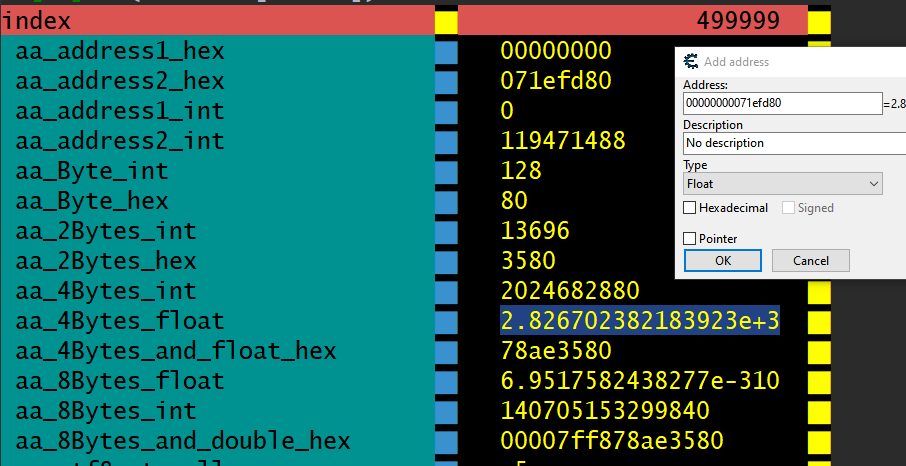 index 499999
aa_address1_hex 00000000
aa_address2_hex 071efd80
aa_address1_int 0
aa_address2_int 119471488
aa_Byte_int 128
aa_Byte_hex 80
aa_2Bytes_int 13696
aa_2Bytes_hex 3580
aa_4Bytes_int 2024682880
aa_4Bytes_float 2.826702382183923e+3
aa_4Bytes_and_float_hex 78ae3580
aa_8Bytes_float 6.9517582438277e-310
aa_8Bytes_int 140705153299840
aa_8Bytes_and_double_hex 00007ff878ae3580
Add address
Address:
00000000071efd80 =2.8
Description
No description
Type
Float
Hexadecimal Signed
Pointer
OK Cancel